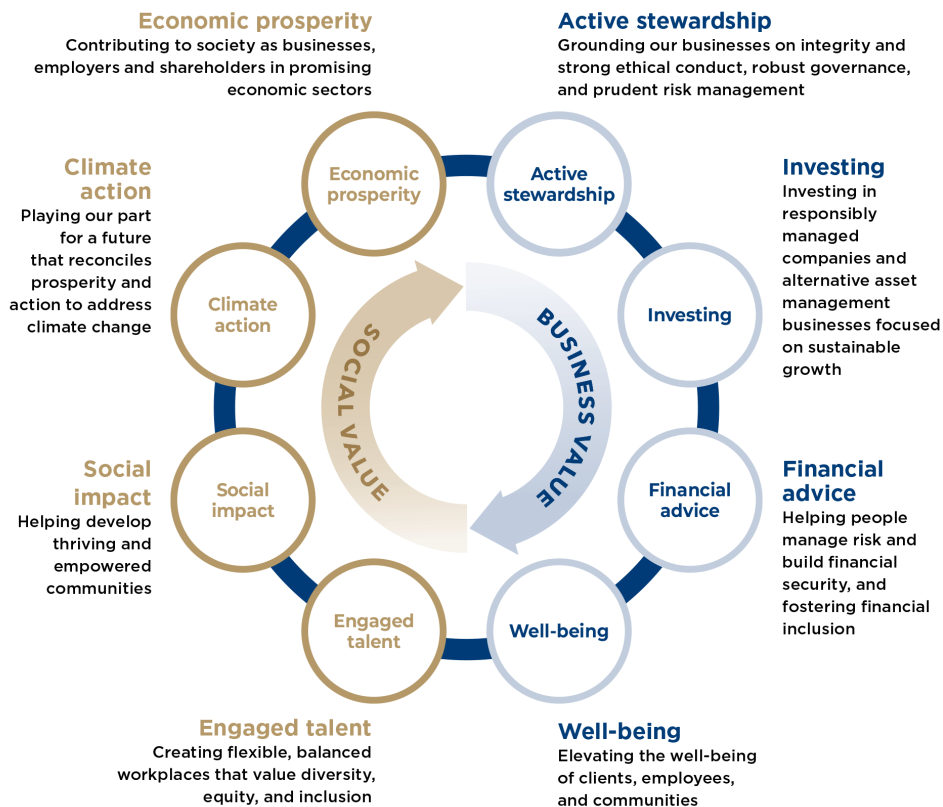 Economic prosperity
Contributing to society as businesses,
employers and shareholders in promising
economic sectors
Active stewardship
Grounding our businesses on integrity and
strong ethical conduct, robust governance,
and prudent risk management
Climate
action
Playing our part
for a future
that reconciles
prosperity and
action to address
climate change
Economic
prosperity
Active
stewardship
Investing
Investing in
responsibly
managed
companies and
alternative asset
management
businesses focused
on sustainable
growth
Climate
action
Investing
SOCIAL VALUE
BUSINESS VALUE
Social
impact
Helping develop
thriving and
empowered
communities
Social
impact
Financial
advice
Financial
advice
Helping people
manage risk and
build financial
security, and
fostering financial
inclusion
Engaged
talent
Well-being
Engaged talent
Creating flexible, balanced
workplaces that value diversity,
equity, and inclusion
Well-being
Elevating the well-being
of clients, employees,
and communities